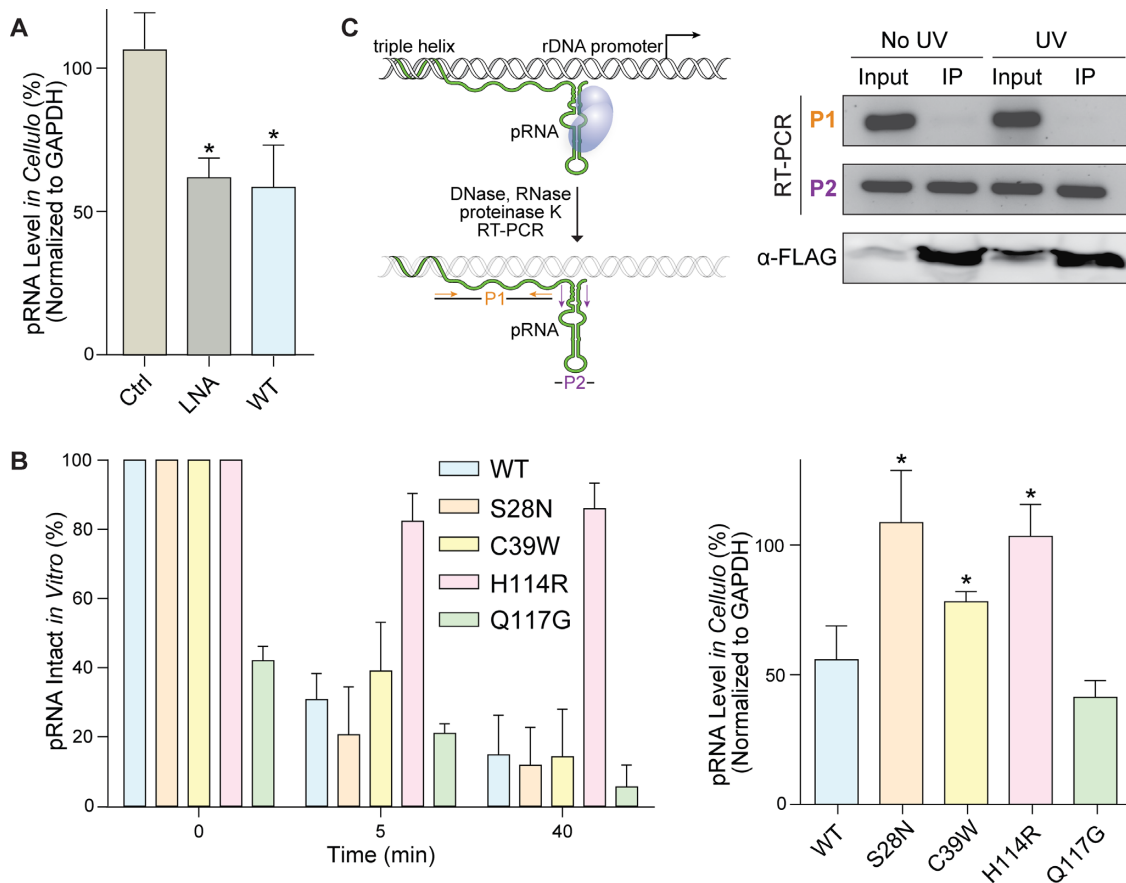 A
pRNA Level in Cellulo (%)
(Normalized to GAPDH)
100
50
0
Ctrl
LNA
WT
*
*
C
triple helix
rDNA promoter
pRNA
DNase, RNase
proteinase K
RT-PCR
P1
pRNA
-P2-
No UV
UV
Input
IP
Input
IP
RT-PCR
P1
P2
α-FLAG
B
pRNA Intact in Vitro (%)
100
80
60
40
20
0
WT
S28N
C39W
H114R
Q117G
0
5
40
Time (min)
pRNA Level in Cellulo (%)
(Normalized to GAPDH)
100
50
0
*
*
*
WT
S28N
C39W
H114R
Q117G